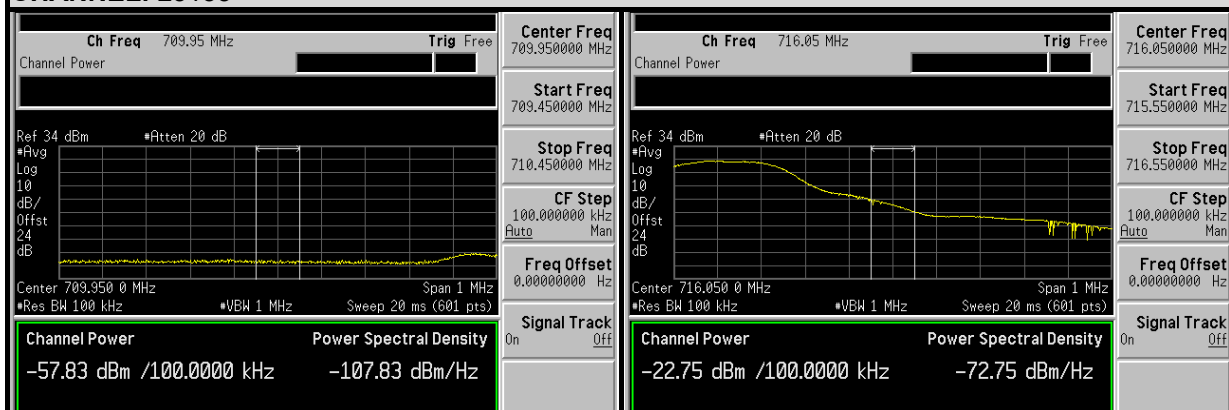 Ch Freq 709.95 MHz Trig Free
Channel Power
Ref 34 dBm #Atten 20 dB
#Avg
Log
10
dB/
Offst
24
dB
Center 709.950 0 MHz Span 1 MHz
#Res BW 100 kHz #VBW 1 MHz Sweep 20 ms (601 pts)
Channel Power Power Spectral Density
-57.83 dBm /100.0000 kHz -107.83 dBm/Hz
Center Freq
709.950000 MHz
Start Freq
709.450000 MHz
Stop Freq
710.450000 MHz
CF Step
100.000000 kHz
Auto Man
Freq Offset
0.00000000 Hz
Signal Track
On Off
Ch Freq 716.05 MHz Trig Free
Channel Power
Ref 34 dBm #Atten 20 dB
#Avg
Log
10
dB/
Offst
24
dB
Center 716.050 0 MHz Span 1 MHz
#Res BW 100 kHz #VBW 1 MHz Sweep 20 ms (601 pts)
Channel Power Power Spectral Density
-22.75 dBm /100.0000 kHz -72.75 dBm/Hz
Center Freq
716.050000 MHz
Start Freq
715.550000 MHz
Stop Freq
716.550000 MHz
CF Step
100.000000 kHz
Auto Man
Freq Offset
0.00000000 Hz
Signal Track
On Off